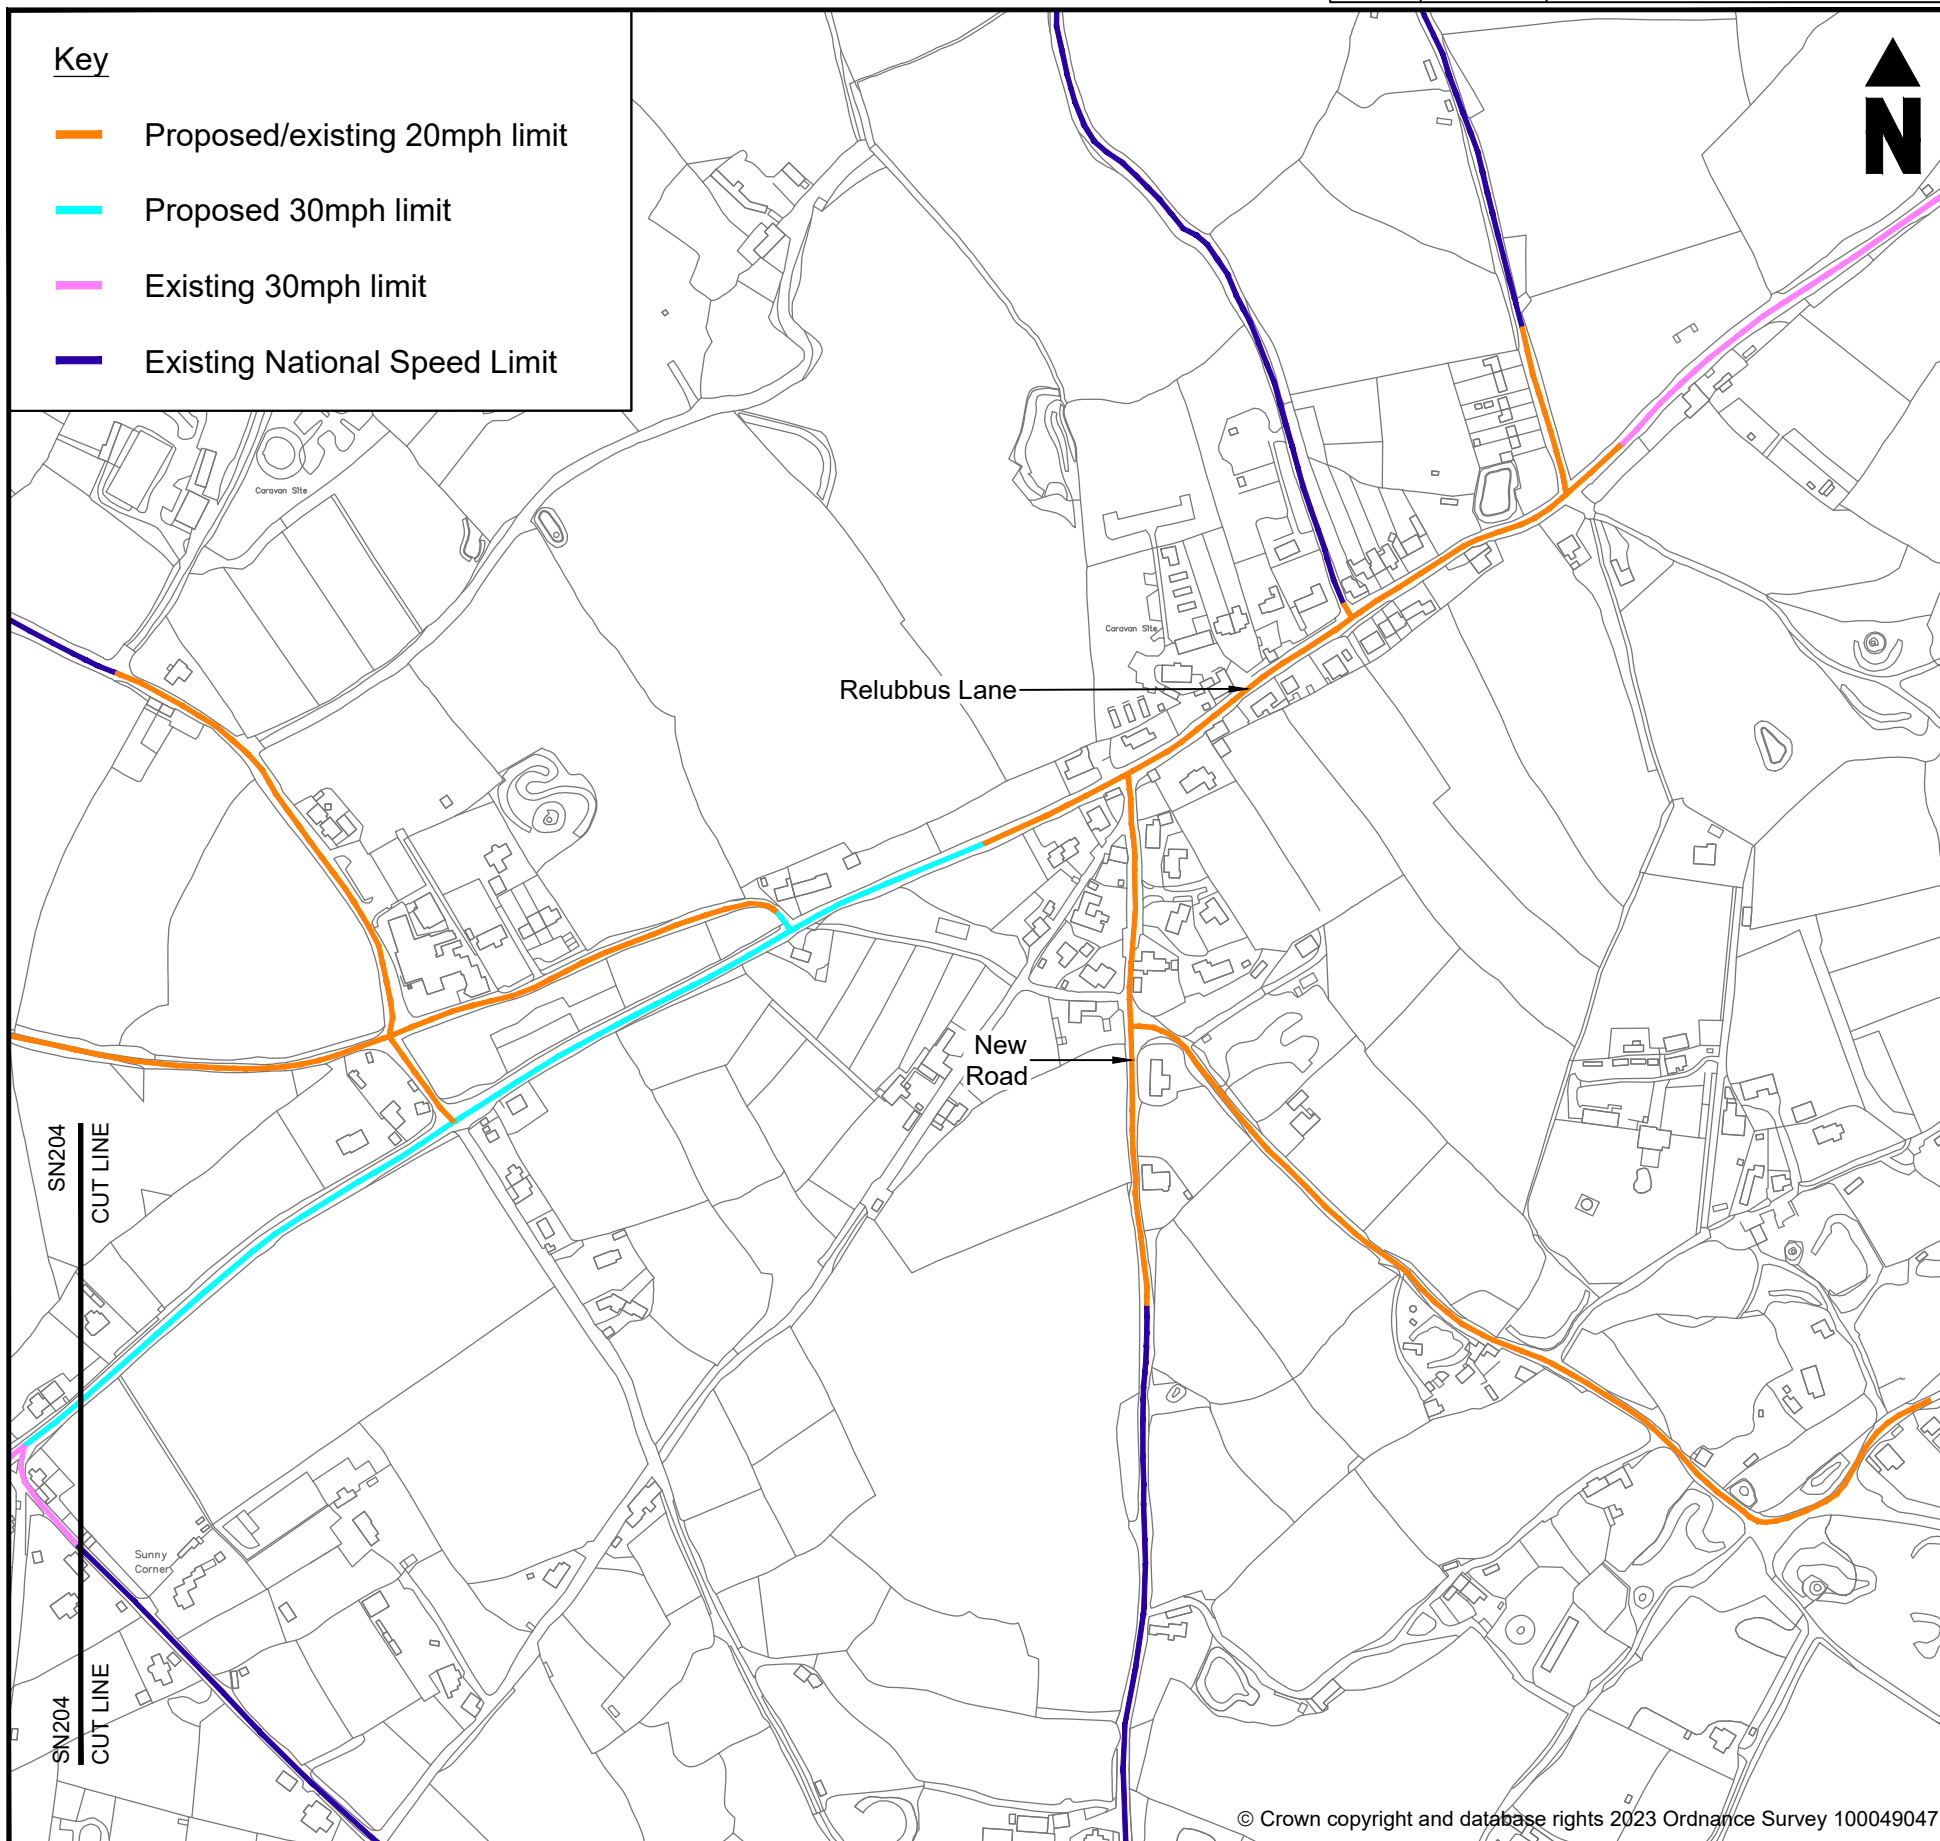 Key
Proposed/existing 20mph limit
Proposed 30mph limit
Existing 30mph limit
Existing National Speed Limit
N
Caravan Site
Caravan Site
Relubbus Lane
New
Road
SN204
CUT LINE
Sunny
Corner
SN204
CUT LINE
© Crown copyright and database rights 2023 Ordnance Survey 100049047